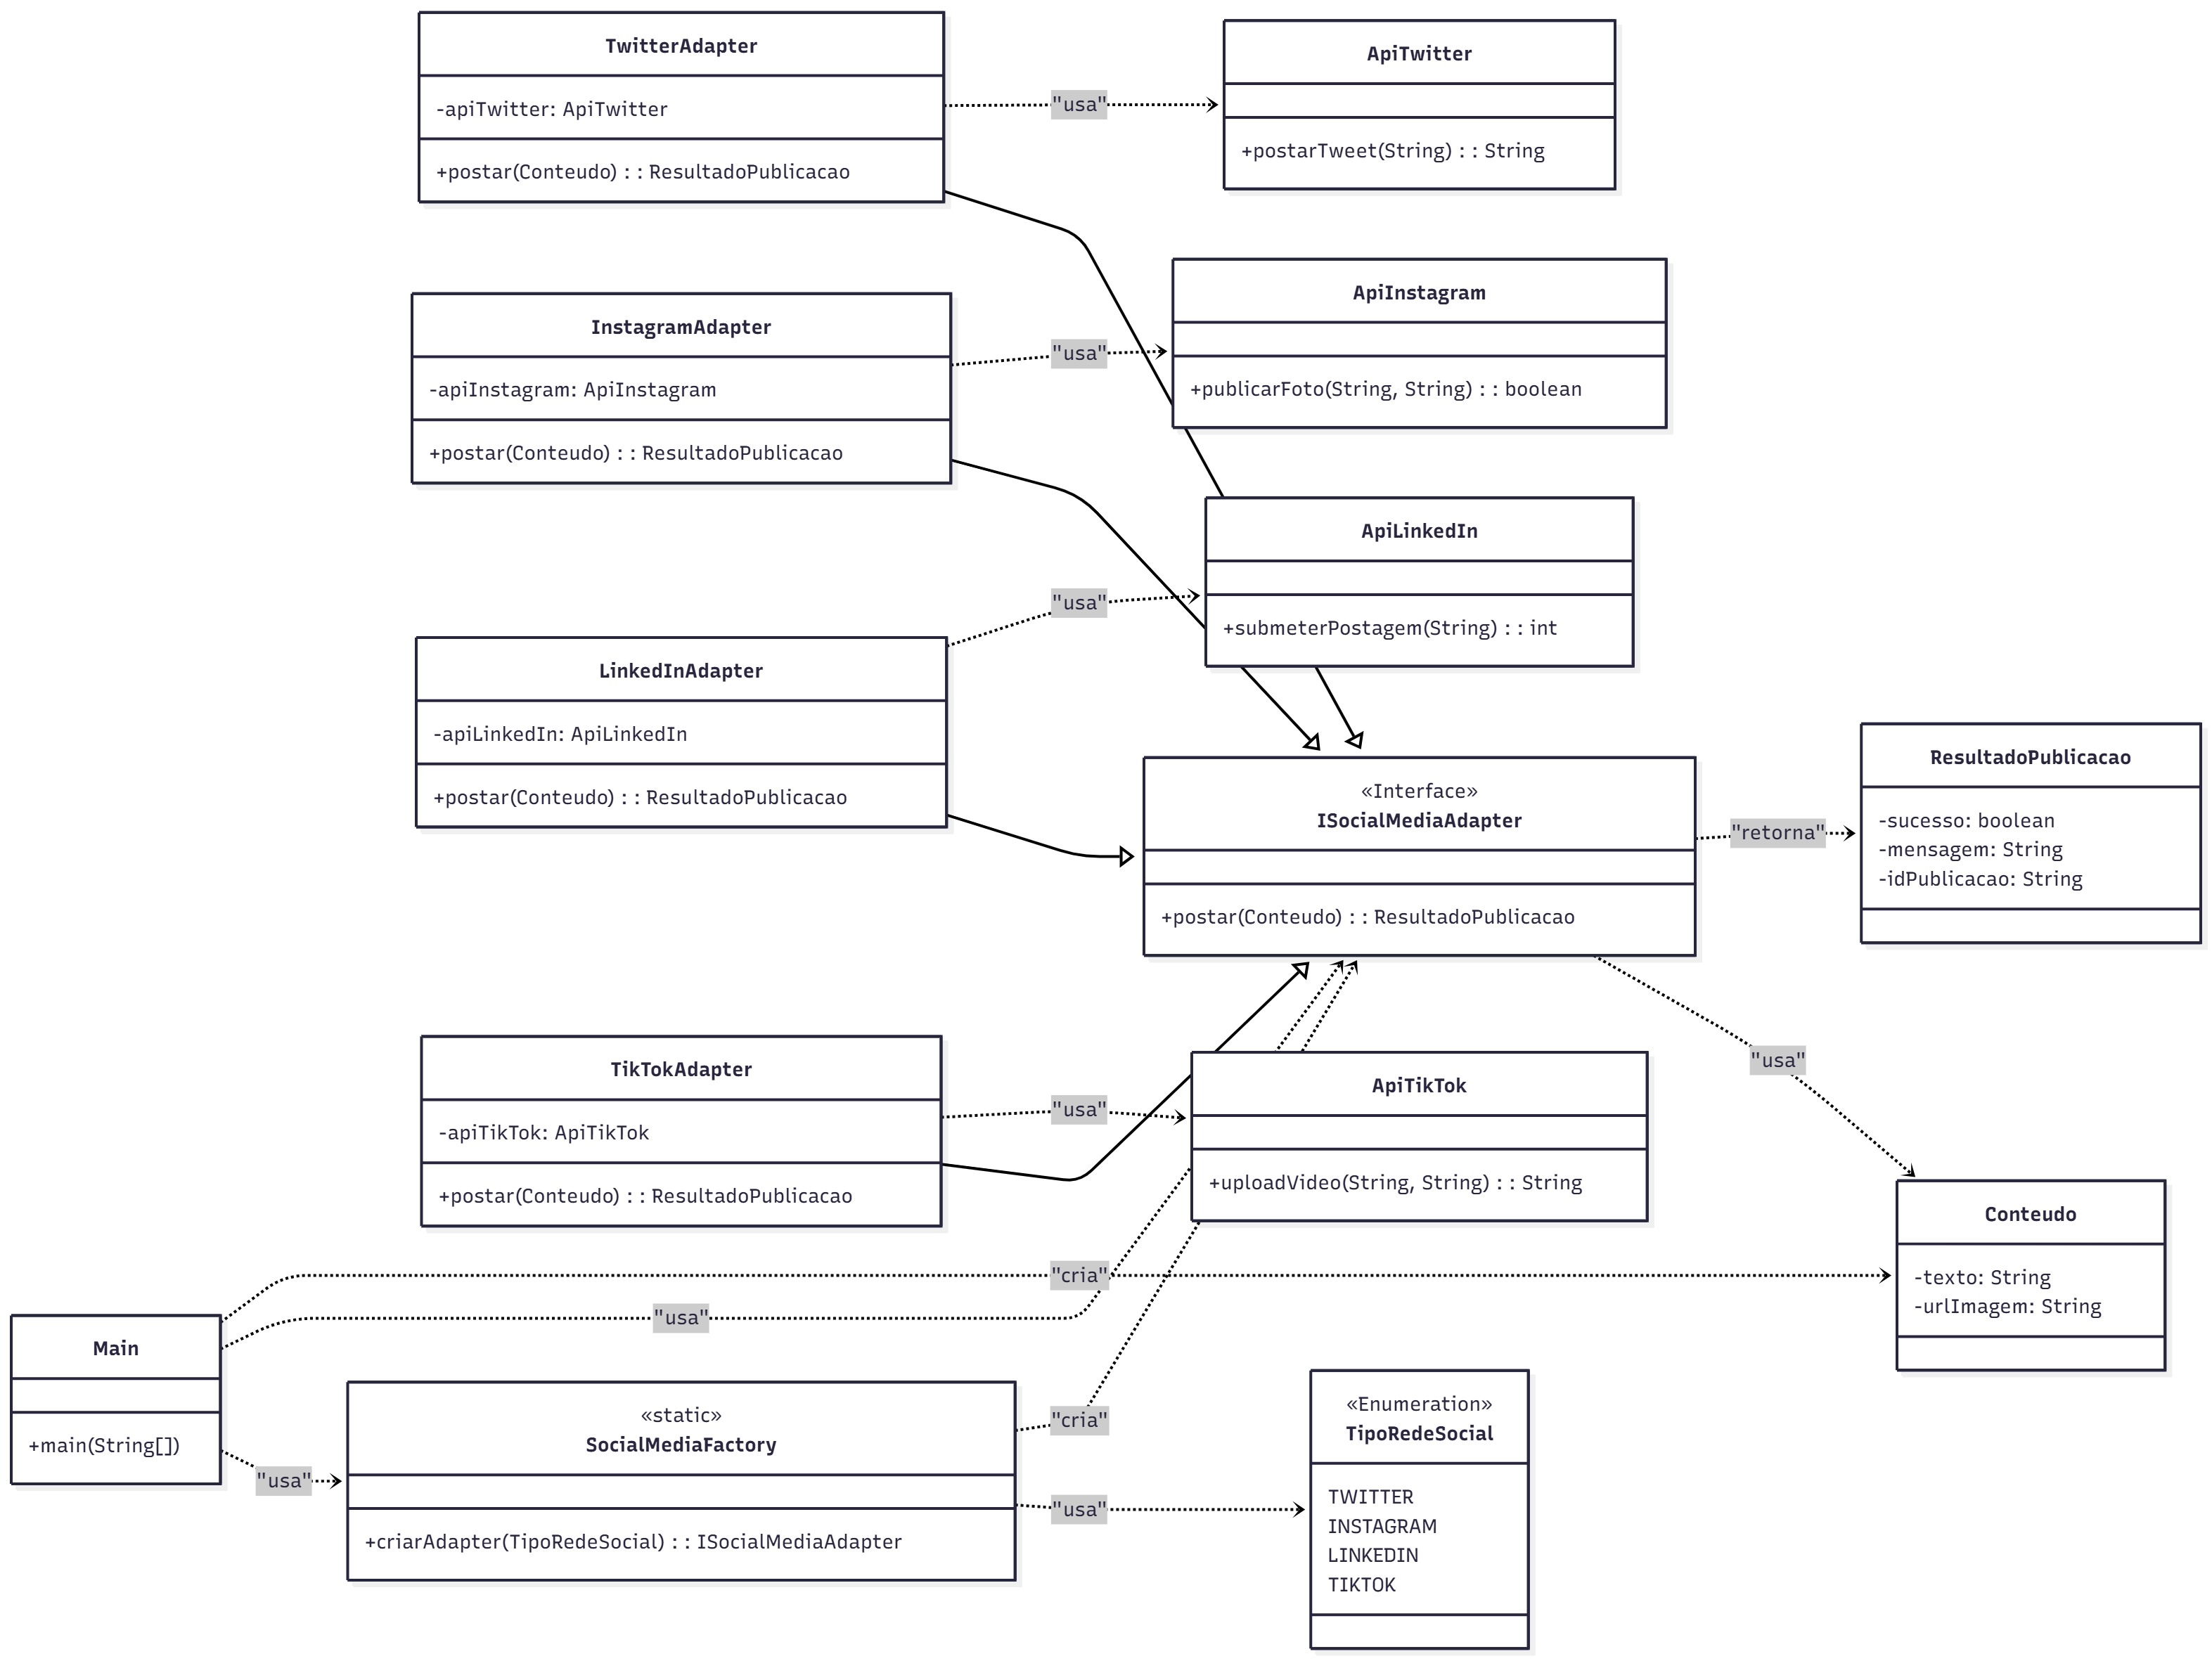 TwitterAdapter
-apiTwitter: ApiTwitter
+postar(Conteudo) : : ResultadoPublicacao
"usa"
ApiTwitter
+postarTweet(String) : : String
InstagramAdapter
-apiInstagram: ApiInstagram
+postar(Conteudo) : : ResultadoPublicacao
"usa"
ApiInstagram
+publicarFoto(String, String) : : boolean
LinkedInAdapter
-apiLinkedIn: ApiLinkedIn
+postar(Conteudo) : : ResultadoPublicacao
"usa"
ApiLinkedIn
+submeterPostagem(String) : : int
«Interface»
ISocialMediaAdapter
+postar(Conteudo) : : ResultadoPublicacao
"retorna"
ResultadoPublicacao
-sucesso: boolean
-mensagem: String
-idPublicacao: String
"usa"
TikTokAdapter
-apiTikTok: ApiTikTok
+postar(Conteudo) : : ResultadoPublicacao
"usa"
ApiTikTok
+uploadVideo(String, String) : : String
Conteudo
-texto: String
-urlImagem: String
"cria"
"usa"
Main
+main(String[])
"usa"
«static»
SocialMediaFactory
+criarAdapter(TipoRedeSocial) : : ISocialMediaAdapter
"cria"
"usa"
«Enumeration»
TipoRedeSocial
TWITTER
INSTAGRAM
LINKEDIN
TIKTOK